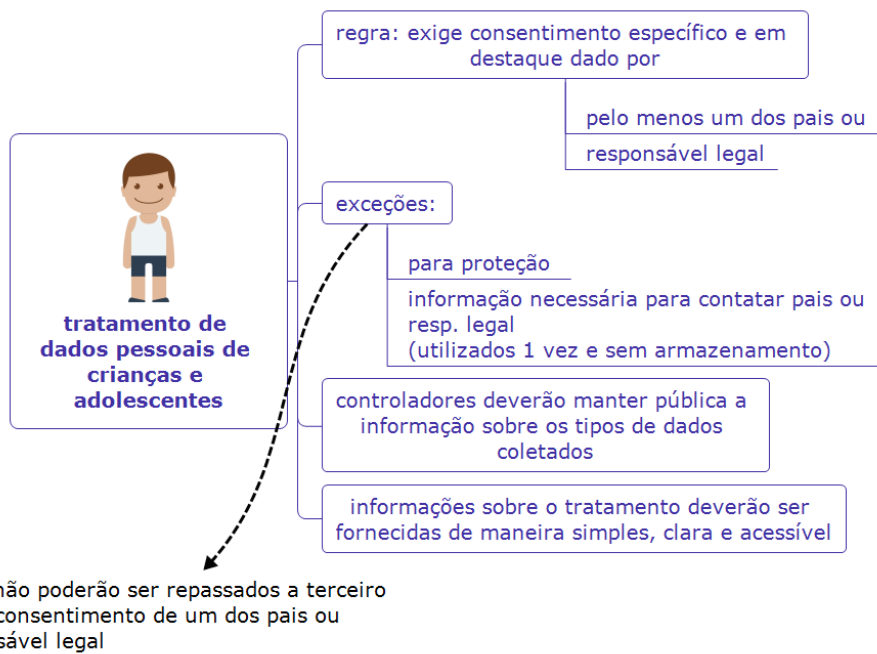 regra: exige consentimento específico e em
destaque dado por
pelo menos um dos pais ou
responsável legal
exceções:
para proteção
informação necessária para contatar pais ou
resp. legal
(utilizados 1 vez e sem armazenamento)
tratamento de
dados pessoais de
crianças e
adolescentes
controladores deverão manter pública a
informação sobre os tipos de dados
coletados
informações sobre o tratamento deverão ser
fornecidas de maneira simples, clara e acessível
não poderão ser repassados a terceiro
consentimento de um dos pais ou
legal